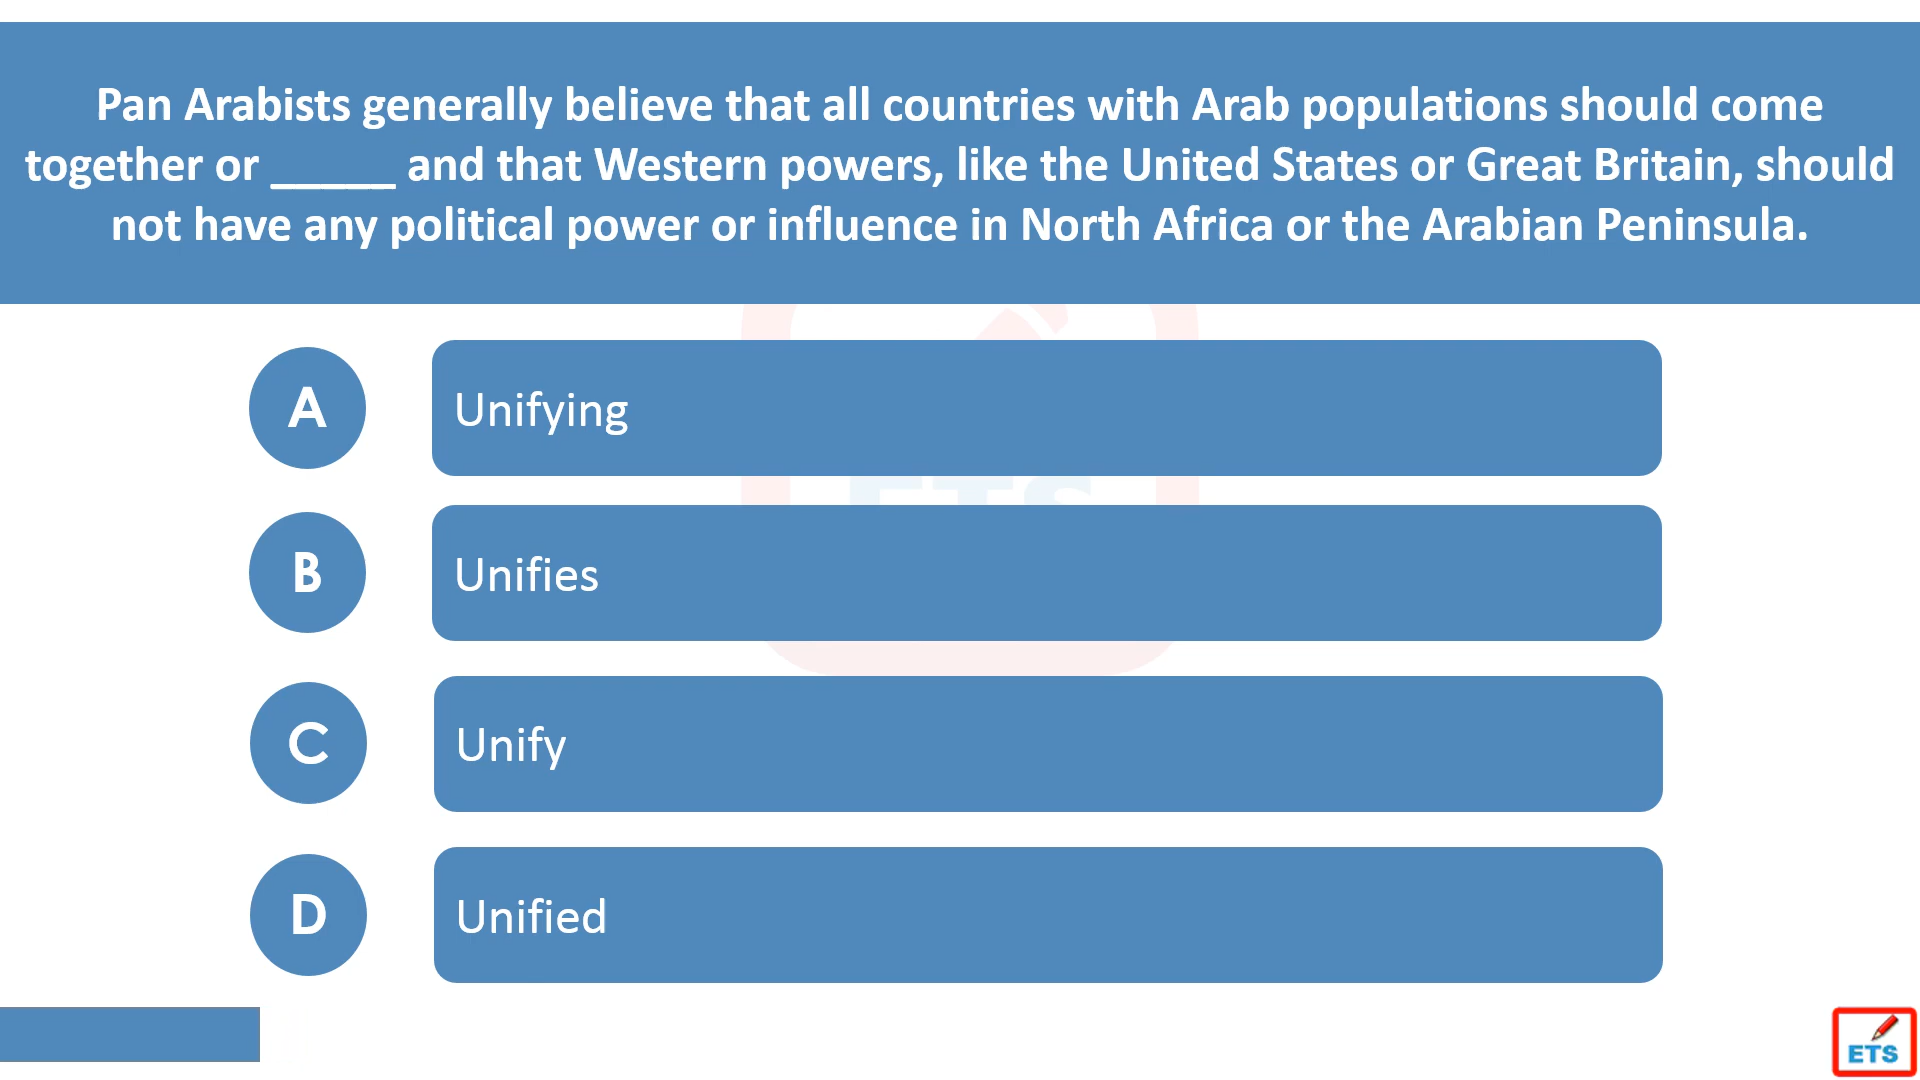 Pan Arabists generally believe that all countries with Arab populations should come
together or _____ and that Western powers, like the United States or Great Britain, should
not have any political power or influence in North Africa or the Arabian Peninsula.
A
Unifying
ETS
B
Unifies
C
Unify
D
Unified
ETS